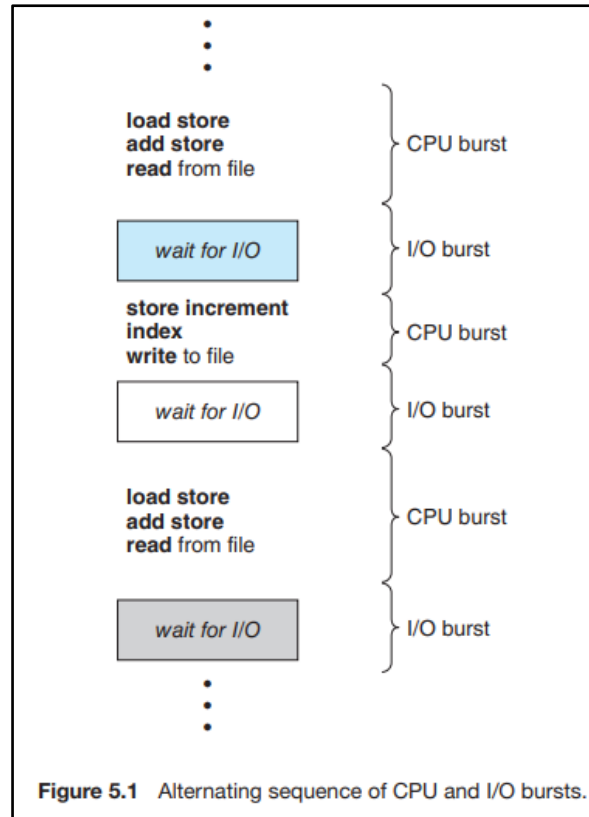 load store
add store
read from file
CPU burst
wait for I/O
I/O burst
store increment
index
write to file
CPU burst
wait for I/O
I/O burst
load store
add store
read from file
CPU burst
wait for I/O
I/O burst
Figure 5.1 Alternating sequence of CPU and I/O bursts.